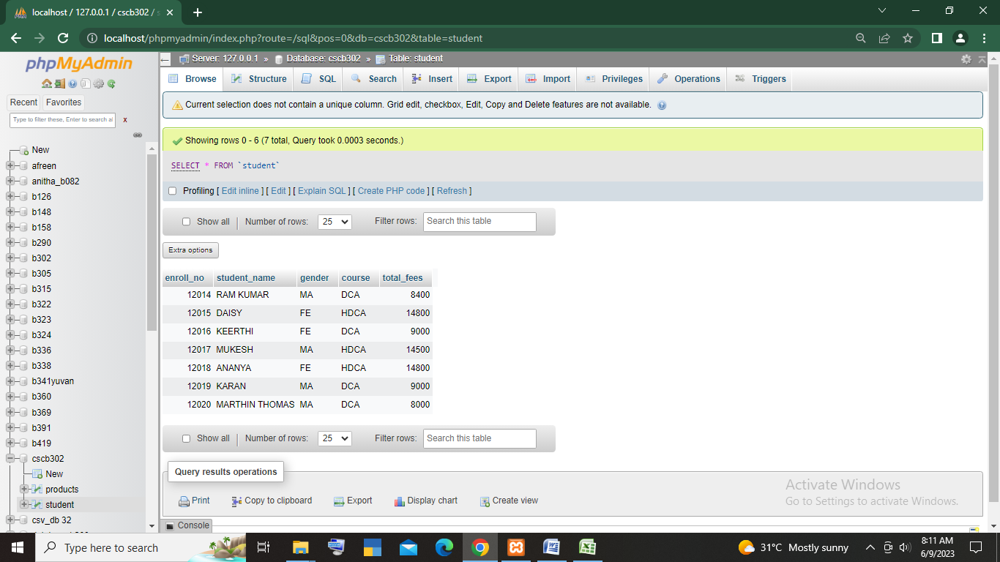 localhost / 127.0.0.1 / cscb302 / s
localhost/phpmyadmin/index.php?route=/sql&pos=0&db=cscb302&table=student
phpMyAdmin
Recent Favorites
Type to filter these, Enter to search al x
New
afreen
anitha_b082
b126
b148
b158
b290
b302
b305
b315
b322
b323
b324
b336
b338
b341yuvan
b360
b369
b391
b419
cscb302
New
products
student
csv_db 32
Server: 127.0.0.1 » Database: cscb302 » Table: student
Browse Structure SQL Search Insert Export Import Privileges Operations Triggers
Current selection does not contain a unique column. Grid edit, checkbox, Edit, Copy and Delete features are not available.
Showing rows 0 - 6 (7 total, Query took 0.0003 seconds.)
SELECT * FROM `student`
Profiling [ Edit inline ] [ Edit ] [ Explain SQL ] [ Create PHP code ] [ Refresh ]
Show all | Number of rows: 25 Filter rows: Search this table
Extra options
enroll_no student_name gender course total_fees
12014 RAM KUMAR MA DCA 8400
12015 DAISY FE HDCA 14800
12016 KEERTHI FE DCA 9000
12017 MUKESH MA HDCA 14500
12018 ANANYA FE HDCA 14800
12019 KARAN MA DCA 9000
12020 MARTHIN THOMAS MA DCA 8000
Show all | Number of rows: 25 Filter rows: Search this table
Query results operations
Print Copy to clipboard Export Display chart Create view
Activate Windows
Go to Settings to activate Windows.
Console
Type here to search
31°C Mostly sunny
8:11 AM
6/9/2023